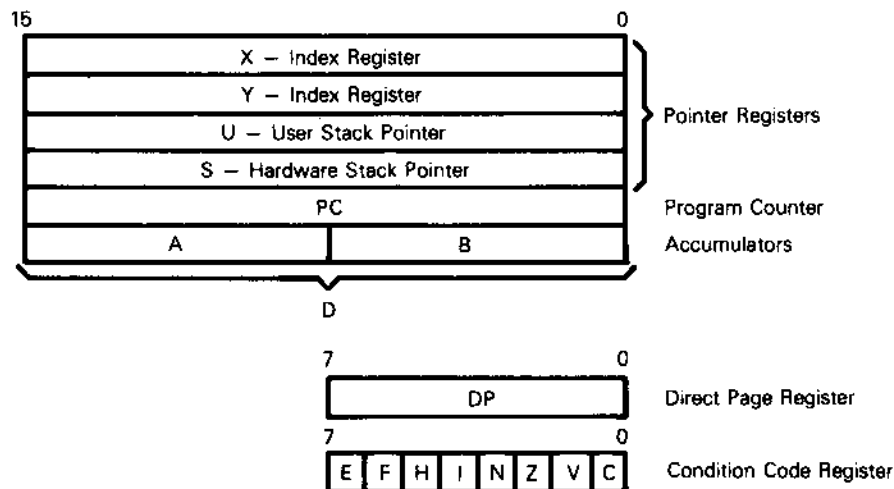 15 0
X – Index Register
Y – Index Register
U – User Stack Pointer
S – Hardware Stack Pointer
Pointer Registers
PC
Program Counter
A B
Accumulators
D
7 0
DP
Direct Page Register
7 0
E F H I N Z V C
Condition Code Register